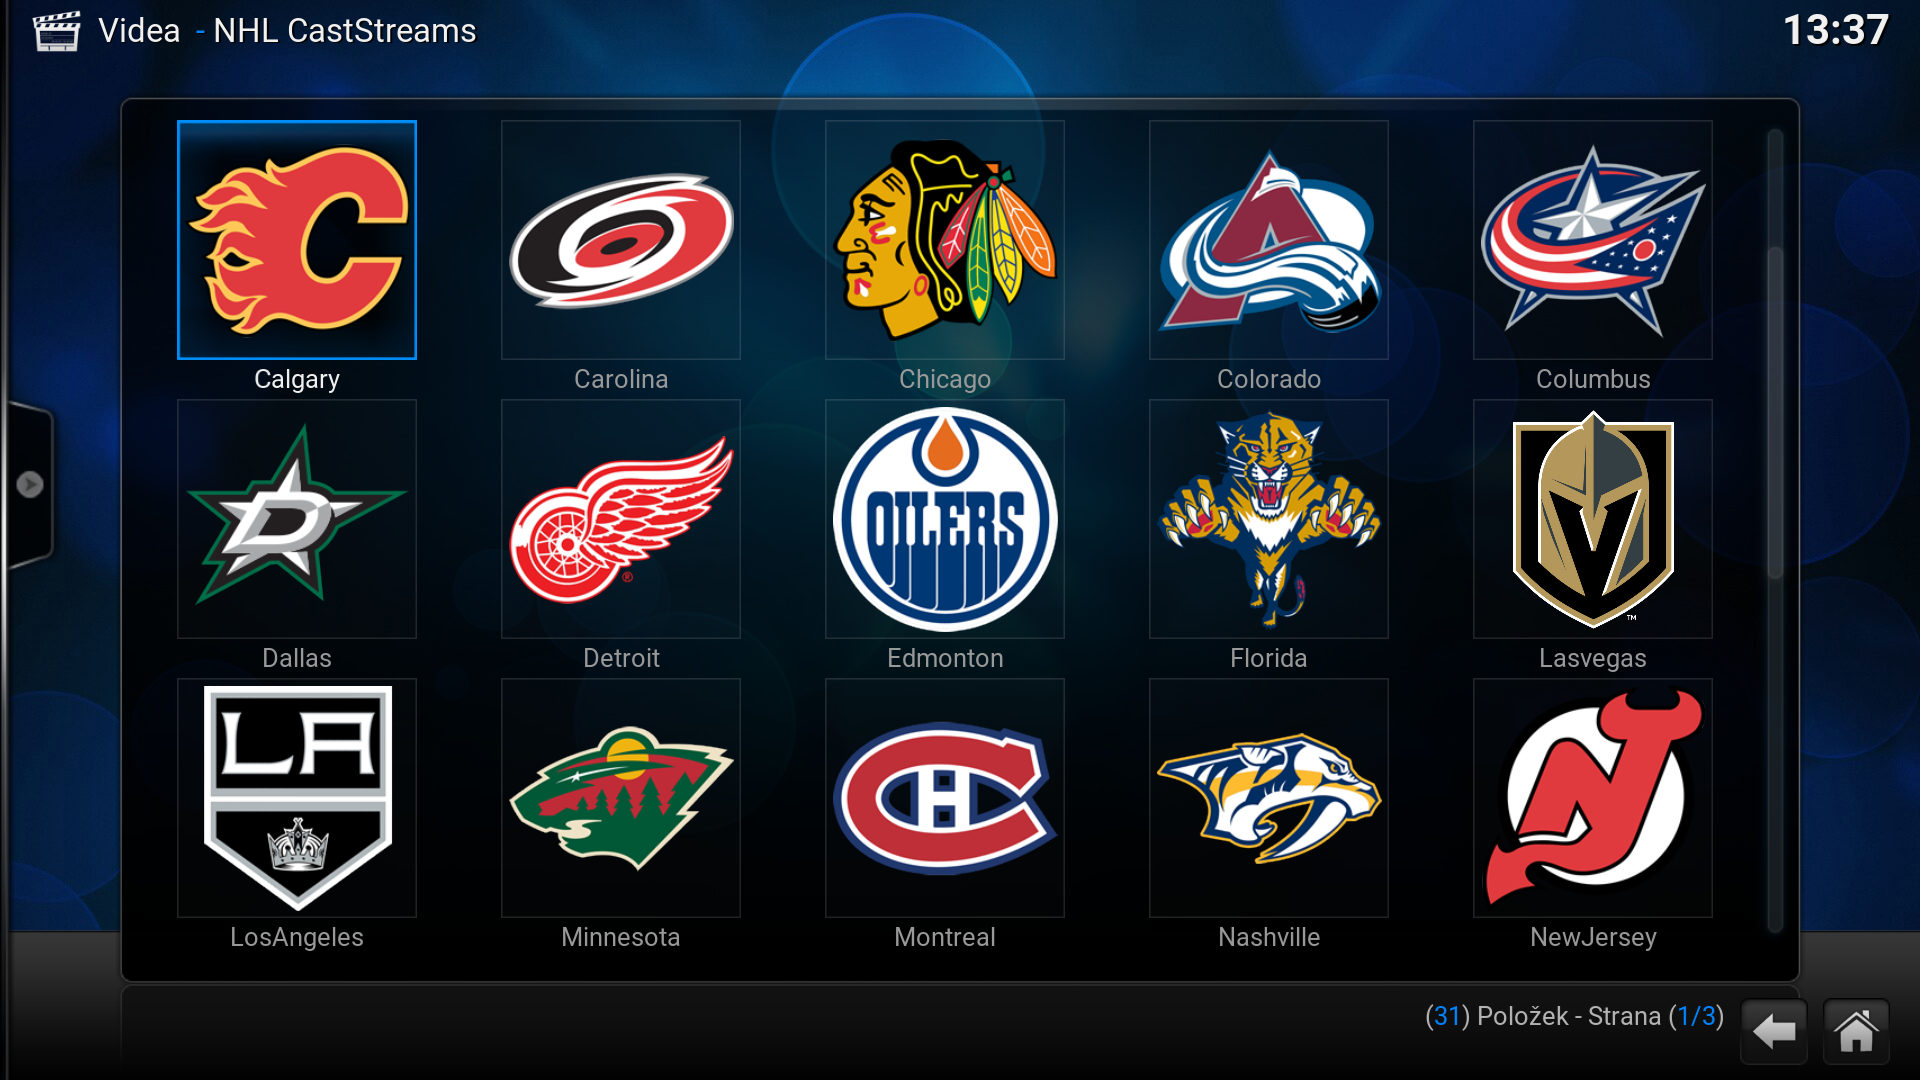 Videa - NHL CastStreams
13:37
Calgary
Carolina
Chicago
Colorado
Columbus
D
®
OILERS
TM
Dallas
Detroit
Edmonton
Florida
Lasvegas
LA
LosAngeles
Minnesota
Montreal
Nashville
NewJersey
(31) Položek - Strana (1/3)